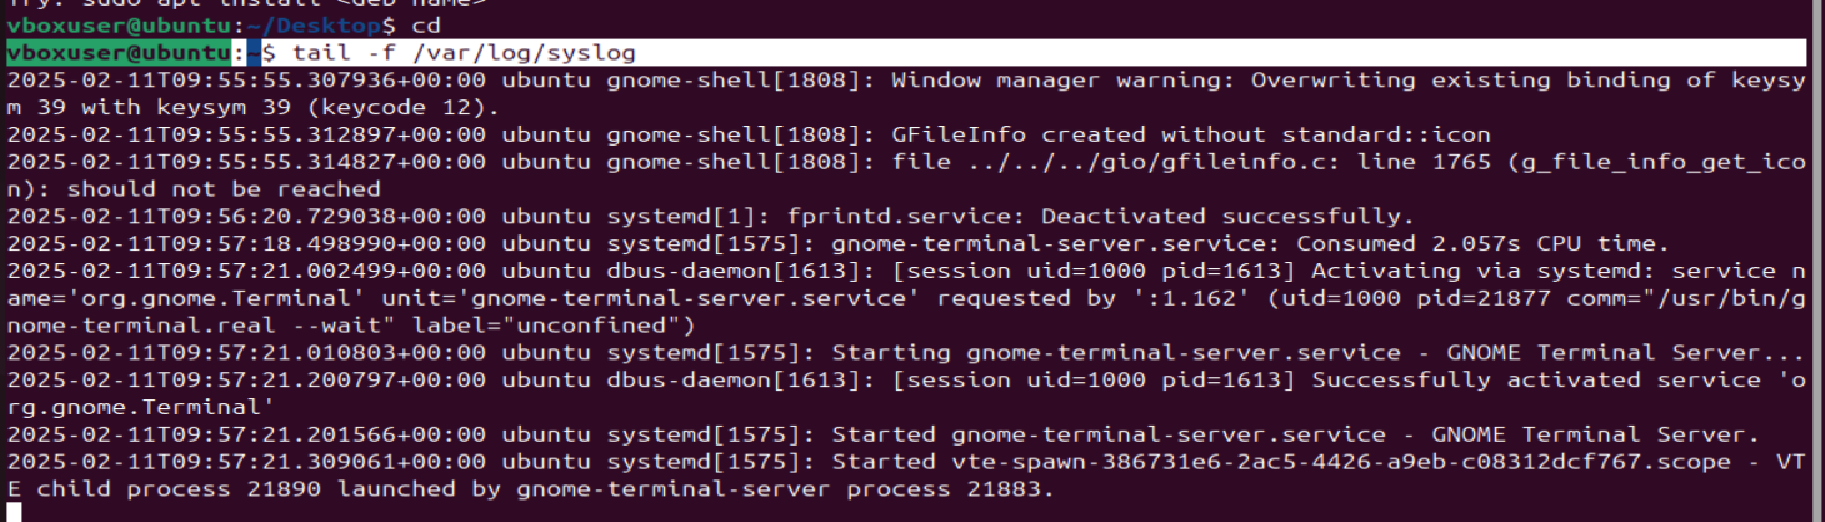 Try: sudo apt install <deb name>
vboxuser@ubuntu:~/Desktop$ cd
vboxuser@ubuntu:~$ tail -f /var/log/syslog
2025-02-11T09:55:55.307936+00:00 ubuntu gnome-shell[1808]: Window manager warning: Overwriting existing binding of keysy
m 39 with keysym 39 (keycode 12).
2025-02-11T09:55:55.312897+00:00 ubuntu gnome-shell[1808]: GFileInfo created without standard::icon
2025-02-11T09:55:55.314827+00:00 ubuntu gnome-shell[1808]: file ../../../gio/gfileinfo.c: line 1765 (g_file_info_get_ico
n): should not be reached
2025-02-11T09:56:20.729038+00:00 ubuntu systemd[1]: fprintd.service: Deactivated successfully.
2025-02-11T09:57:18.498990+00:00 ubuntu systemd[1575]: gnome-terminal-server.service: Consumed 2.057s CPU time.
2025-02-11T09:57:21.002499+00:00 ubuntu dbus-daemon[1613]: [session uid=1000 pid=1613] Activating via systemd: service n
ame='org.gnome.Terminal' unit='gnome-terminal-server.service' requested by ':1.162' (uid=1000 pid=21877 comm="/usr/bin/g
nome-terminal.real --wait" label="unconfined")
2025-02-11T09:57:21.010803+00:00 ubuntu systemd[1575]: Starting gnome-terminal-server.service - GNOME Terminal Server...
2025-02-11T09:57:21.200797+00:00 ubuntu dbus-daemon[1613]: [session uid=1000 pid=1613] Successfully activated service 'o
rg.gnome.Terminal'
2025-02-11T09:57:21.201566+00:00 ubuntu systemd[1575]: Started gnome-terminal-server.service - GNOME Terminal Server.
2025-02-11T09:57:21.309061+00:00 ubuntu systemd[1575]: Started vte-spawn-386731e6-2ac5-4426-a9eb-c08312dcf767.scope - VT
E child process 21890 launched by gnome-terminal-server process 21883.